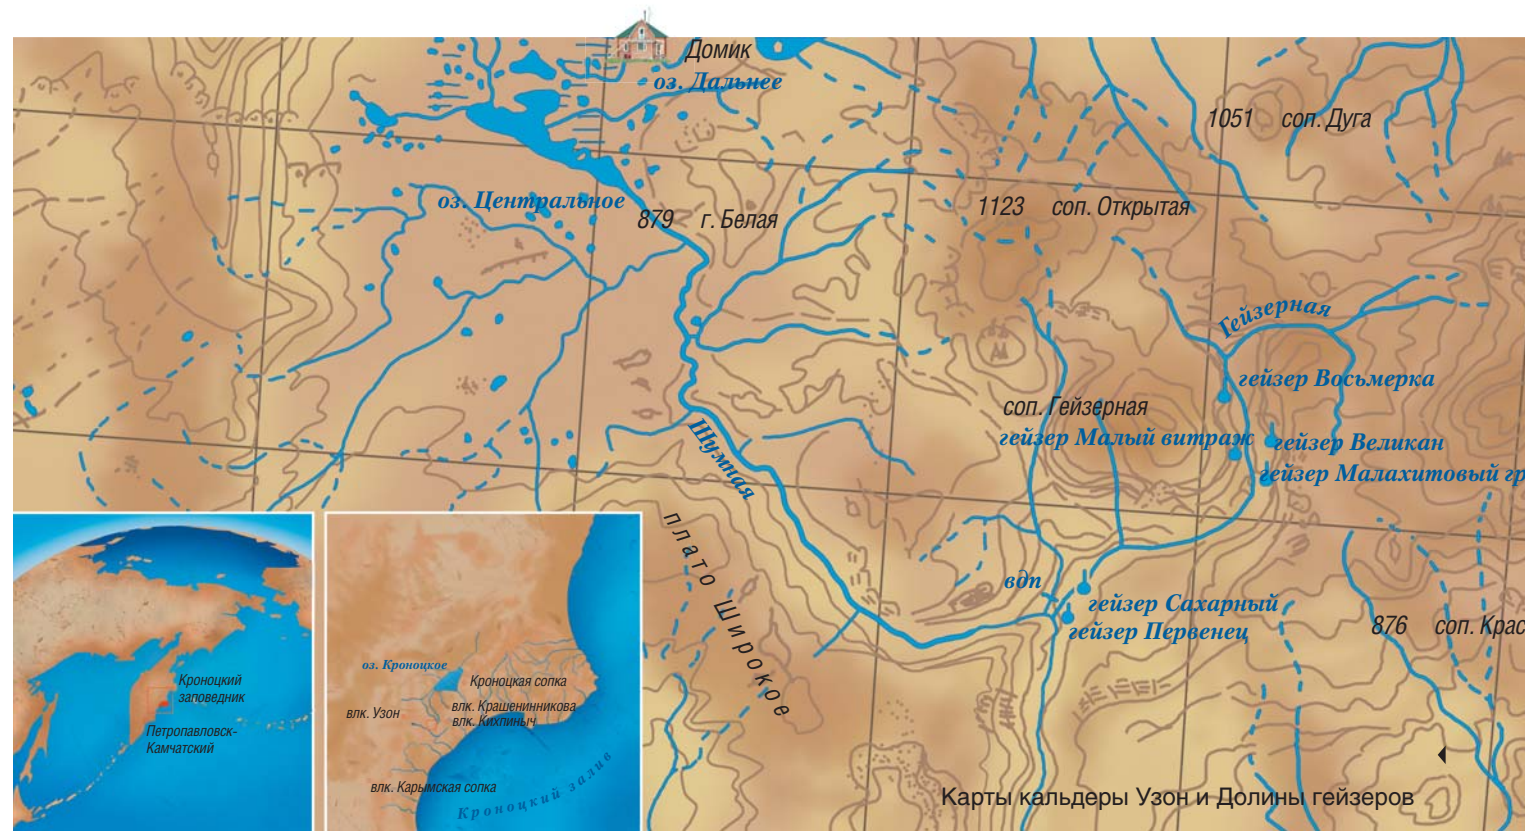 Домик
оз. Дальнее
1051 соп. Дуга
оз. Центральное
879 г. Белая
1123 соп. Открытая
Гейзерная
гейзер Восьмерка
соп. Гейзерная
гейзер Малый витраж
гейзер Великан
гейзер Малахитовый гр
Шумная
плато Широкое
вдп
гейзер Сахарный
гейзер Первенец
876 соп. Крас
Кроноцкий
заповедник
Петропавловск-
Камчатский
оз. Кроноцкое
Кроноцкая сопка
влк. Узон
влк. Крашенинникова
влк. Кихпиныч
влк. Карымская сопка
Кроноцкий залив
Карты кальдеры Узон и Долины гейзеров